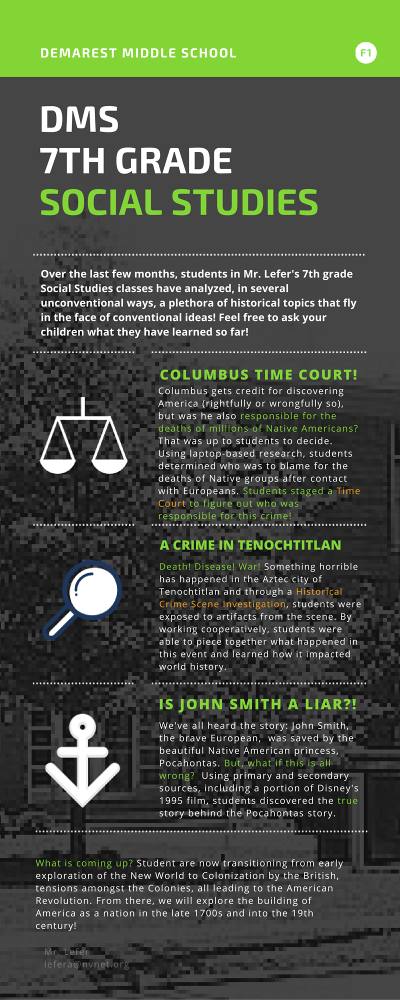 DEMAREST MIDDLE SCHOOL
F1
DMS
7TH GRADE
SOCIAL STUDIES
Over the last few months, students in Mr. Lefer's 7th grade
Social Studies classes have analyzed, in several
unconventional ways, a plethora of historical topics that fly
in the face of conventional ideas! Feel free to ask your
children what they have learned so far!
COLUMBUS TIME COURT!
Columbus gets credit for discovering
America (rightfully or wrongfully so),
but was he also responsible for the
deaths of millions of Native Americans?
That was up to students to decide.
Using laptop-based research, students
determined who was to blame for the
deaths of Native groups after contact
with Europeans. Students staged a Time
Court to figure out who was
responsible for this crime!
A CRIME IN TENOCHTITLAN
Death! Disease! War! Something horrible
has happened in the Aztec city of
Tenochtitlan and through a Historical
Crime Scene Investigation, students were
exposed to artifacts from the scene. By
working cooperatively, students were
able to piece together what happened in
this event and learned how it impacted
world history.
IS JOHN SMITH A LIAR?!
We've all heard the story: John Smith,
the brave European,  was saved by the
beautiful Native American princess,
Pocahontas. But, what if this is all
wrong?  Using primary and secondary
sources, including a portion of Disney's
1995 film, students discovered the true
story behind the Pocahontas story.
What is coming up? Student are now transitioning from early
exploration of the New World to Colonization by the British,
tensions amongst the Colonies, all leading to the American
Revolution. From there, we will explore the building of
America as a nation in the late 1700s and into the 19th
century!
Mr. Lefer
lefera@nvnet.org